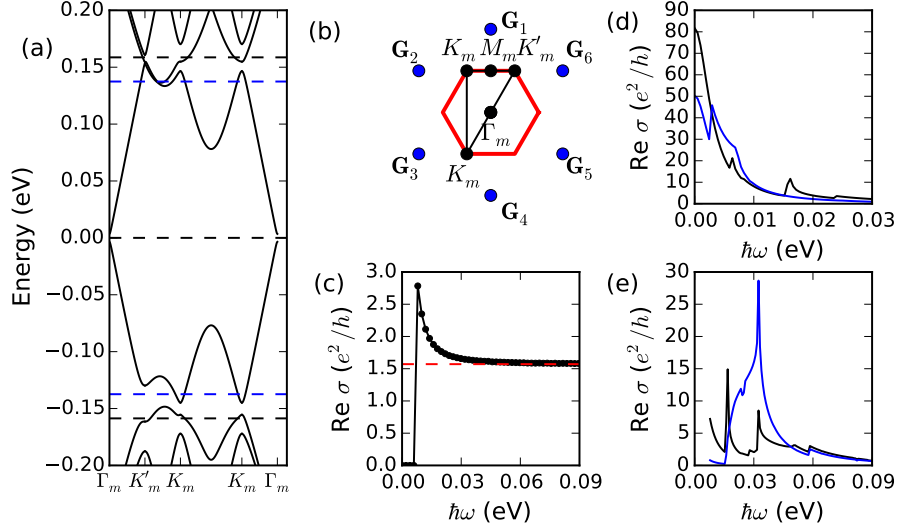 (a)
Energy (eV)
0.20
0.15
0.10
0.05
0.00
−0.05
−0.10
−0.15
−0.20
Γm K′m Km Km Γm
(b)
G1
G2 Km Mm K′m G6
Γm
G3 Km G5
G4
(c)
Re σ (e²/h)
3.0
2.5
2.0
1.5
1.0
0.5
0.0
0.00 0.03 0.06 0.09
ħω (eV)
(d)
Re σ (e²/h)
90
80
70
60
50
40
30
20
10
0
0.00 0.01 0.02 0.03
ħω (eV)
(e)
Re σ (e²/h)
30
25
20
15
10
5
0
0.00 0.03 0.06 0.09
ħω (eV)